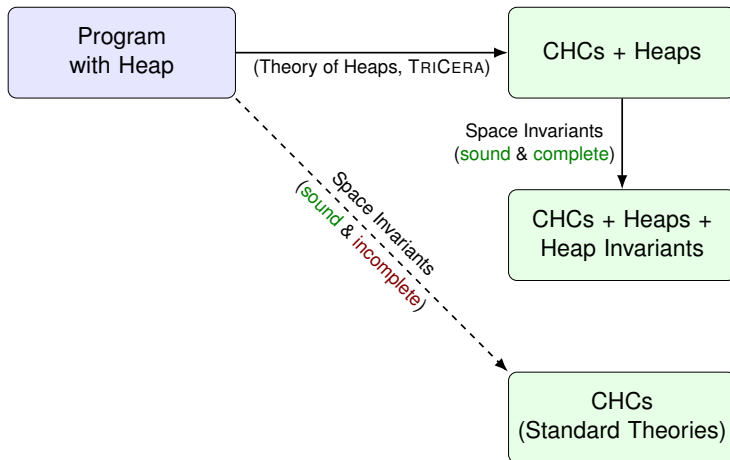 Program
with Heap
(Theory of Heaps, TRICERA)
CHCs + Heaps
Space Invariants
(sound & complete)
CHCs + Heaps +
Heap Invariants
Space Invariants
(sound & incomplete)
CHCs
(Standard Theories)